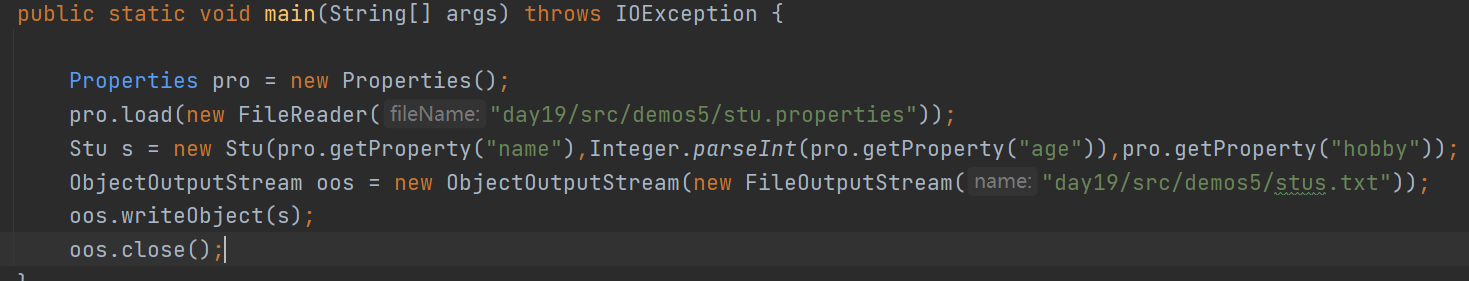 public static void main(String[] args) throws IOException {
Properties pro = new Properties();
pro.load(new FileReader( fileName: "day19/src/demos5/stu.properties"));
Stu s = new Stu(pro.getProperty("name"),Integer.parseInt(pro.getProperty("age")),pro.getProperty("hobby"));
ObjectOutputStream oos = new ObjectOutputStream(new FileOutputStream( name: "day19/src/demos5/stus.txt"));
oos.writeObject(s);
oos.close();
}